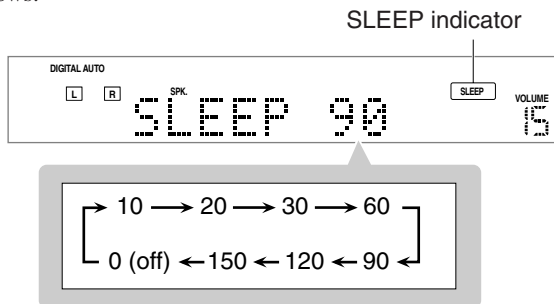 SLEEP indicator
DIGITAL AUTO
L R SPK. SLEEP VOLUME
SLEEP 90 15
10 → 20 → 30 → 60
0 (off) ← 150 ← 120 ← 90